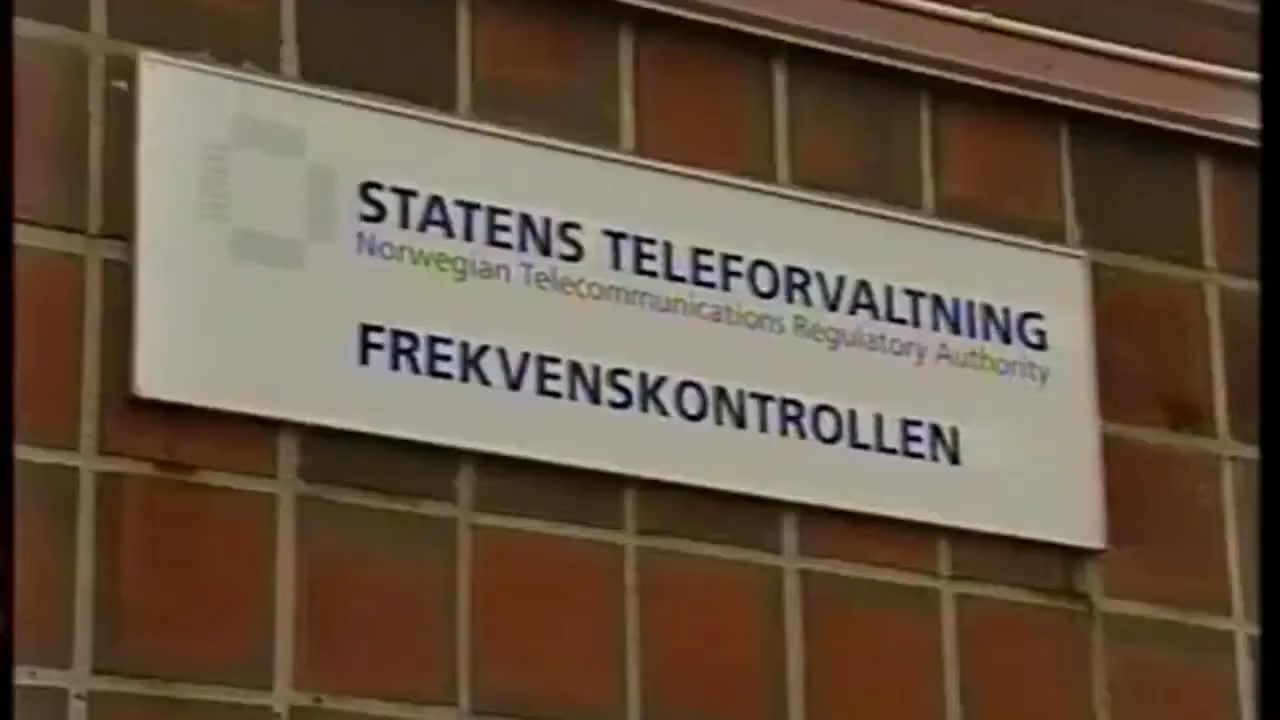 STATENS TELEFORVALTNING
Norwegian Telecommunications Regulatory Authority
FREKVENSKONTROLLEN